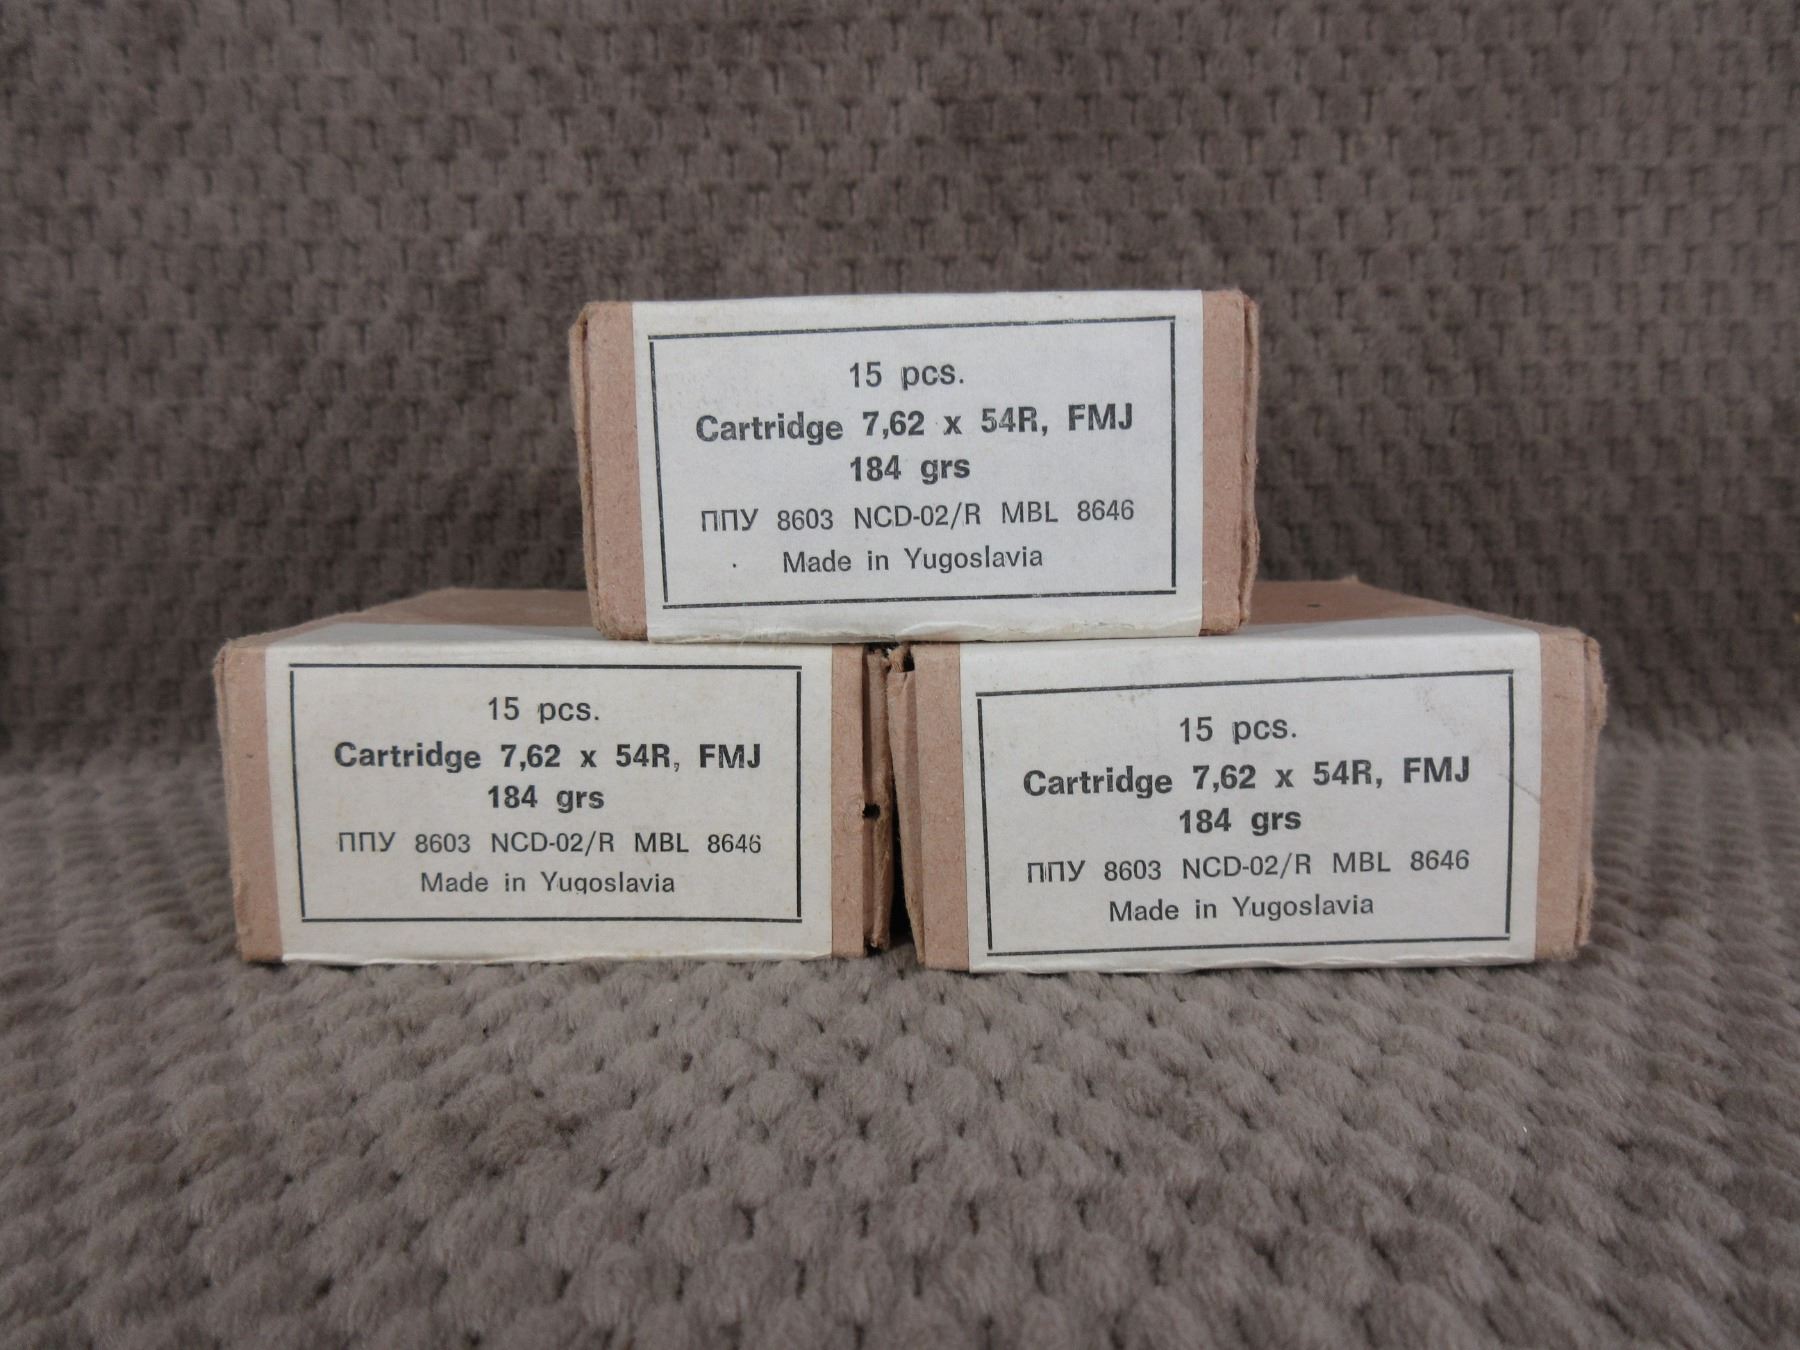 15 pcs.
Cartridge 7,62 x 54R, FMJ
184 grs
ППУ 8603 NCD-02/R MBL 8646
Made in Yugoslavia
15 pcs.
Cartridge 7,62 x 54R, FMJ
184 grs
ППУ 8603 NCD-02/R MBL 8646
Made in Yugoslavia
15 pcs.
Cartridge 7,62 x 54R, FMJ
184 grs
ППУ 8603 NCD-02/R MBL 8646
Made in Yugoslavia